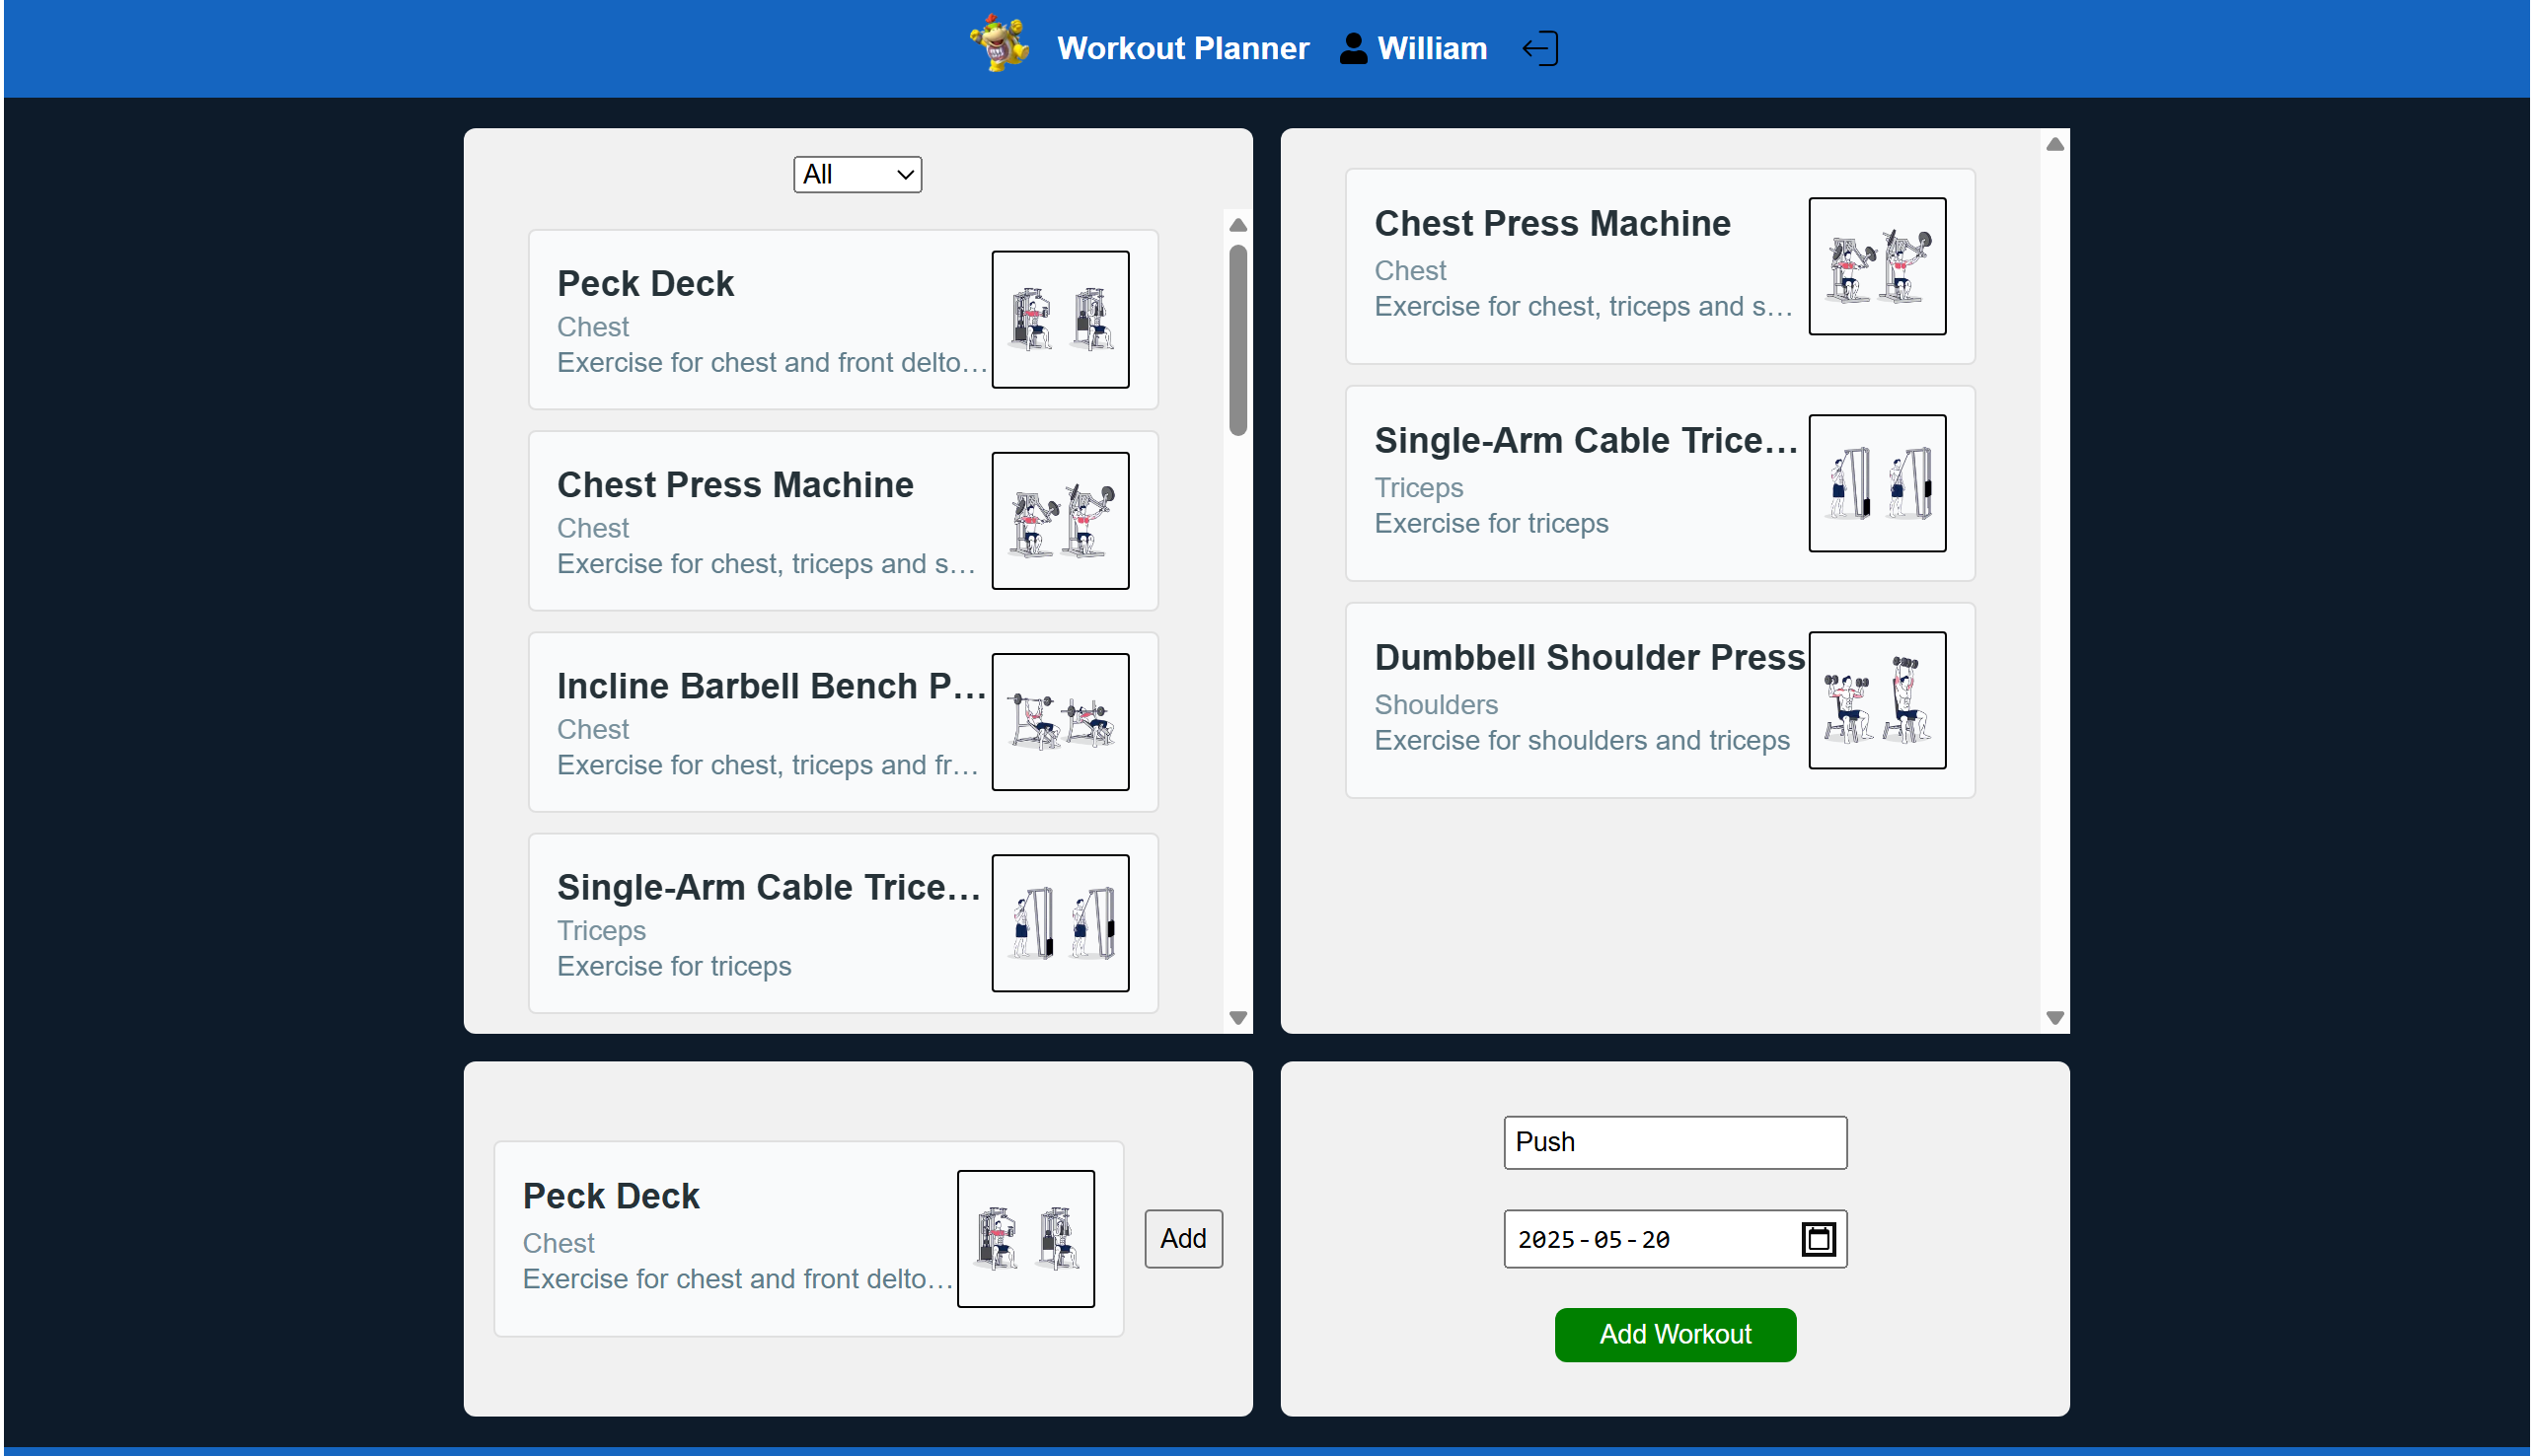 Workout Planner William
All
Peck Deck
Chest
Exercise for chest and front delto…
Chest Press Machine
Chest
Exercise for chest, triceps and s…
Incline Barbell Bench P…
Chest
Exercise for chest, triceps and fr…
Single-Arm Cable Trice…
Triceps
Exercise for triceps
Chest Press Machine
Chest
Exercise for chest, triceps and s…
Single-Arm Cable Trice…
Triceps
Exercise for triceps
Dumbbell Shoulder Press
Shoulders
Exercise for shoulders and triceps
Peck Deck
Chest
Exercise for chest and front delto…
Add
Push
2025-05-20
Add Workout